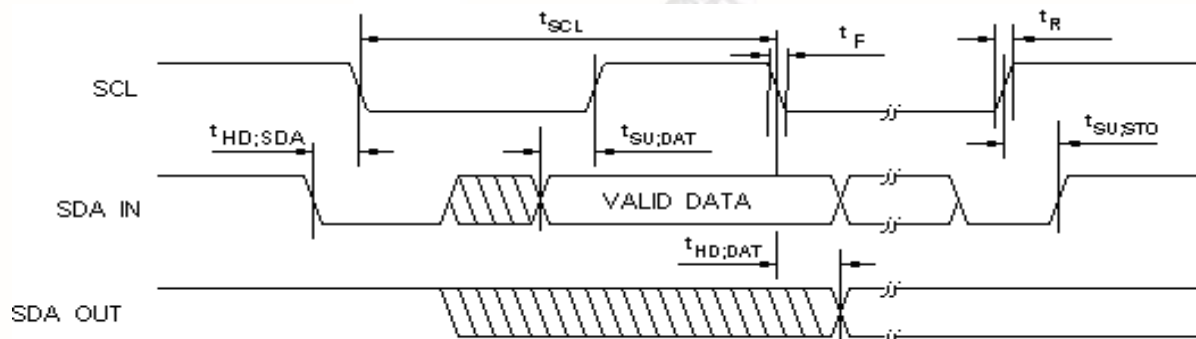 tSCL
tF
tR
SCL
tHD;SDA
tSU;DAT
tSU;STO
SDA IN
VALID DATA
tHD;DAT
SDA OUT